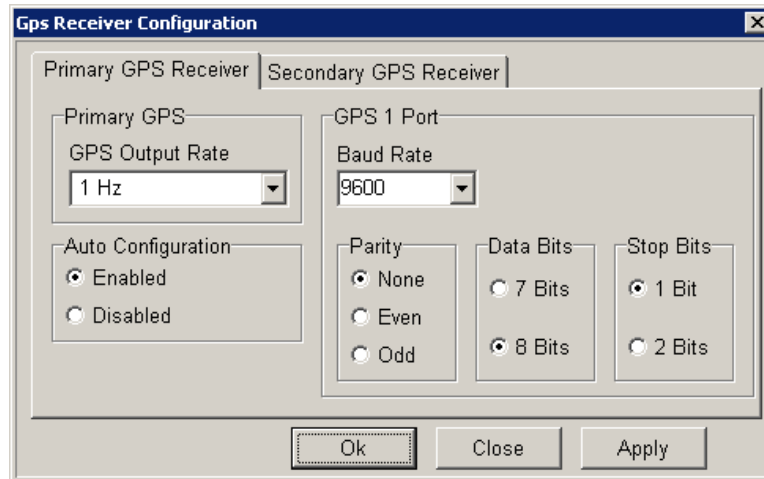 Gps Receiver Configuration
Primary GPS Receiver
Secondary GPS Receiver
Primary GPS
GPS Output Rate
1 Hz
Auto Configuration
Enabled
Disabled
GPS 1 Port
Baud Rate
9600
Parity
None
Even
Odd
Data Bits
7 Bits
8 Bits
Stop Bits
1 Bit
2 Bits
Ok
Close
Apply